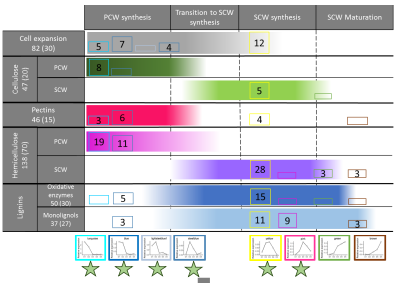 PCW synthesis
Transition to SCW
synthesis
SCW synthesis
SCW Maturation
Cell expansion
82 (30)
5
7
4
12
Cellulose
47 (20)
PCW
8
SCW
5
Pectins
46 (15)
3
6
4
Hemicellulose
138 (70)
PCW
19
11
SCW
28
3
3
Lignins
Oxidative
enzymes
50 (30)
5
15
Monolignols
37 (27)
3
11
9
3